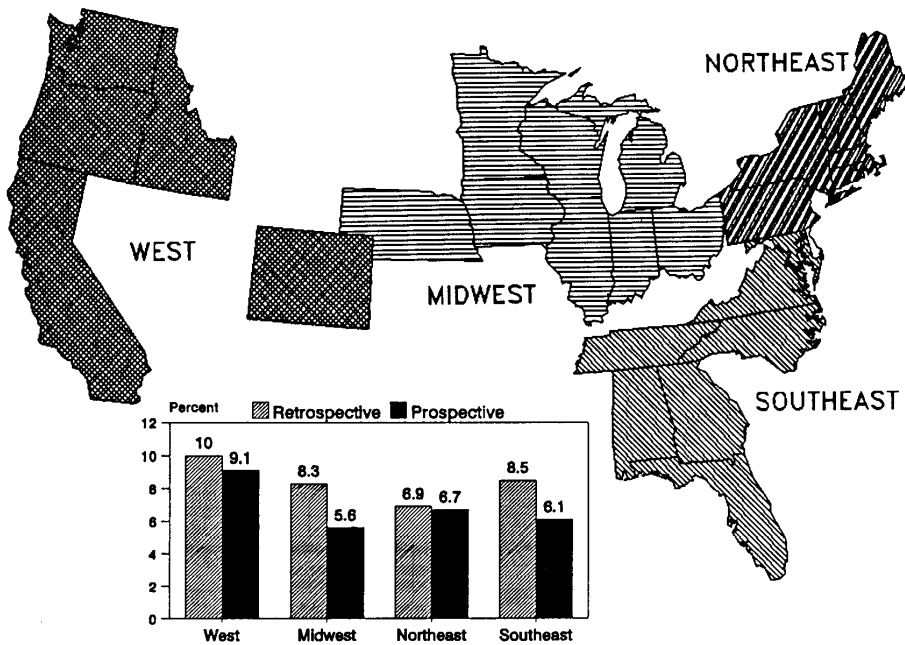 NORTHEAST
WEST
MIDWEST
SOUTHEAST
Percent
Retrospective Prospective
12
10
8
6
4
2
0
10 9.1 8.3 5.6 6.9 6.7 8.5 6.1
West Midwest Northeast Southeast